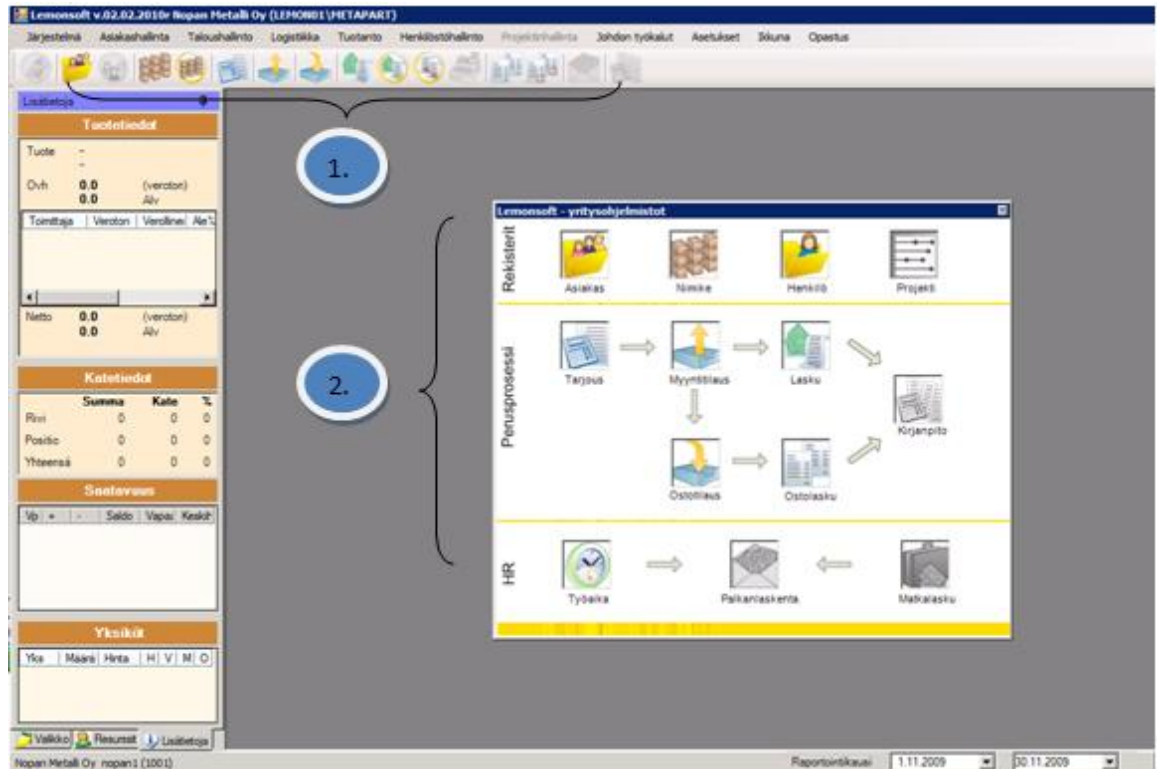 Lemonsoft v.02.02.2010r Nopan Metalli Oy (LEMON01\METAPART)
Järjestelmä Asiakashallinta Taloushallinto Logistiikka Tuotanto Henkilöstöhallinto Projektinhallinta Johdon työkalut Asetukset Ikkuna Opastus
Lisätietoja
Tuotetiedot
Tuote -
-
Ovh 0.0 (veroton)
0.0 Alv
Toimittaja Veroton Verolline Ale%
Netto 0.0 (veroton)
0.0 Alv
Katetiedot
Summa Kate %
Rivi 0 0 0
Positio 0 0 0
Yhteensä 0 0 0
Saatavuus
Vp + - Saldo Vapaa Keskih
Yksiköt
Yks Määrä Hinta H V M O
Valikko Resurssit Lisätietoja
1.
2.
Lemonsoft - yritysohjelmistot
Rekisterit
Asiakas Nimike Henkilö Projekti
Perusprosessi
Tarjous Myyntitilaus Lasku
Kirjanpito
Ostotilaus Ostolasku
HR
Työaika Palkanlaskenta Matkalasku
Nopan Metalli Oy nopan1 (1001) Raportointikausi 1.11.2009 30.11.2009